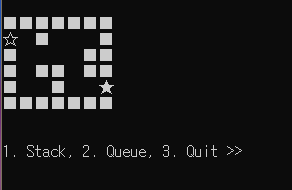 1. Stack, 2. Queue, 3. Quit >>